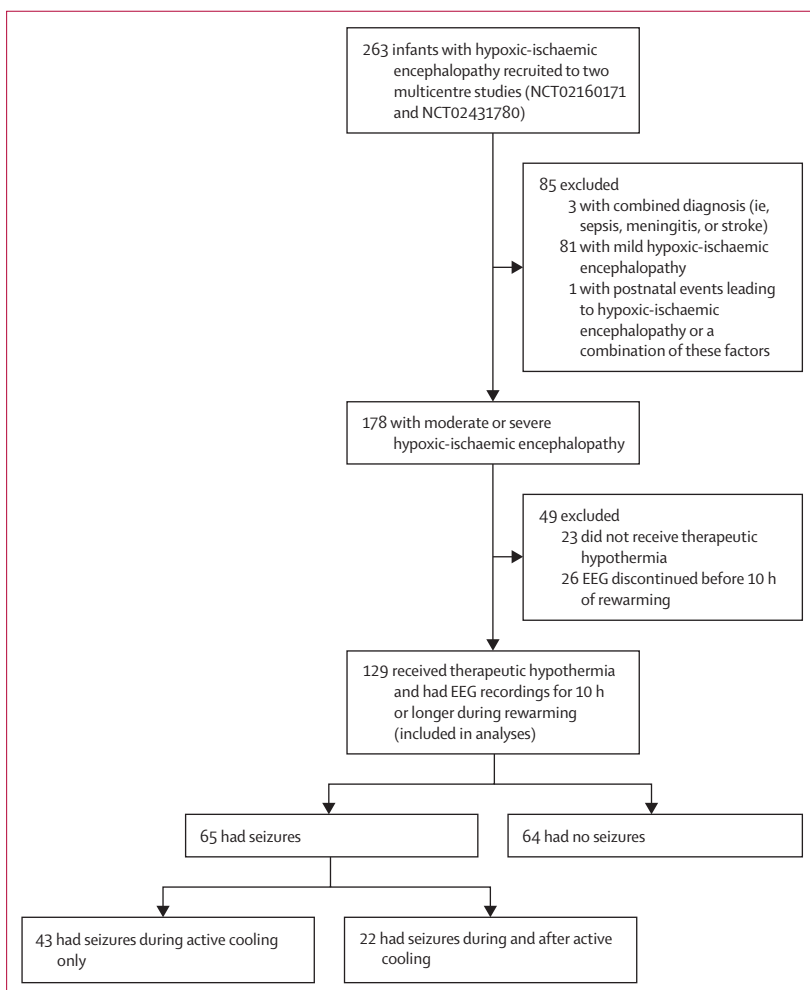 263 infants with hypoxic-ischaemic
encephalopathy recruited to two
multicentre studies (NCT02160171
and NCT02431780)
85 excluded
3 with combined diagnosis (ie,
sepsis, meningitis, or stroke)
81 with mild hypoxic-ischaemic
encephalopathy
1 with postnatal events leading
to hypoxic-ischaemic
encephalopathy or a
combination of these factors
178 with moderate or severe
hypoxic-ischaemic encephalopathy
49 excluded
23 did not receive therapeutic
hypothermia
26 EEG discontinued before 10 h
of rewarming
129 received therapeutic hypothermia
and had EEG recordings for 10 h
or longer during rewarming
(included in analyses)
65 had seizures
64 had no seizures
43 had seizures during active cooling
only
22 had seizures during and after active
cooling